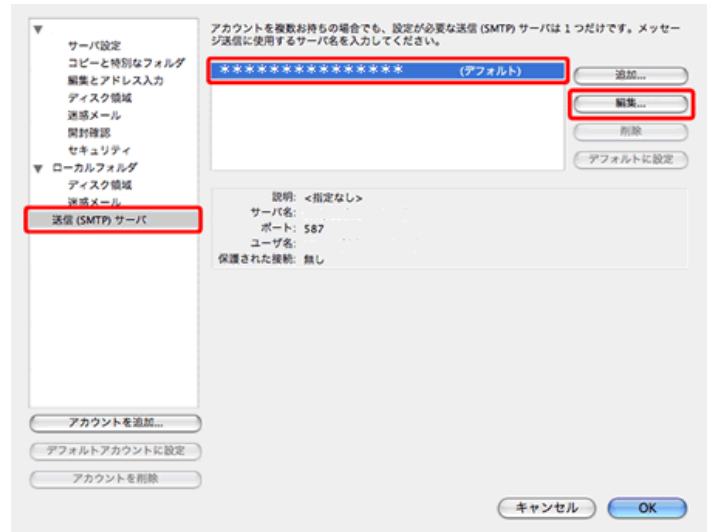 サーバ設定
コピーと特別なフォルダ
編集とアドレス入力
ディスク領域
迷惑メール
開封確認
セキュリティ
ローカルフォルダ
ディスク領域
迷惑メール
送信 (SMTP) サーバ
アカウントを追加...
デフォルトアカウントに設定
アカウントを削除
アカウントを複数お持ちの場合でも、設定が必要な送信 (SMTP) サーバは 1 つだけです。メッセー
ジ送信に使用するサーバ名を入力してください。
*************** (デフォルト)
追加...
編集...
削除
デフォルトに設定
説明: <指定なし>
サーバ名:
ポート: 587
ユーザ名:
保護された接続: 無し
キャンセル
OK